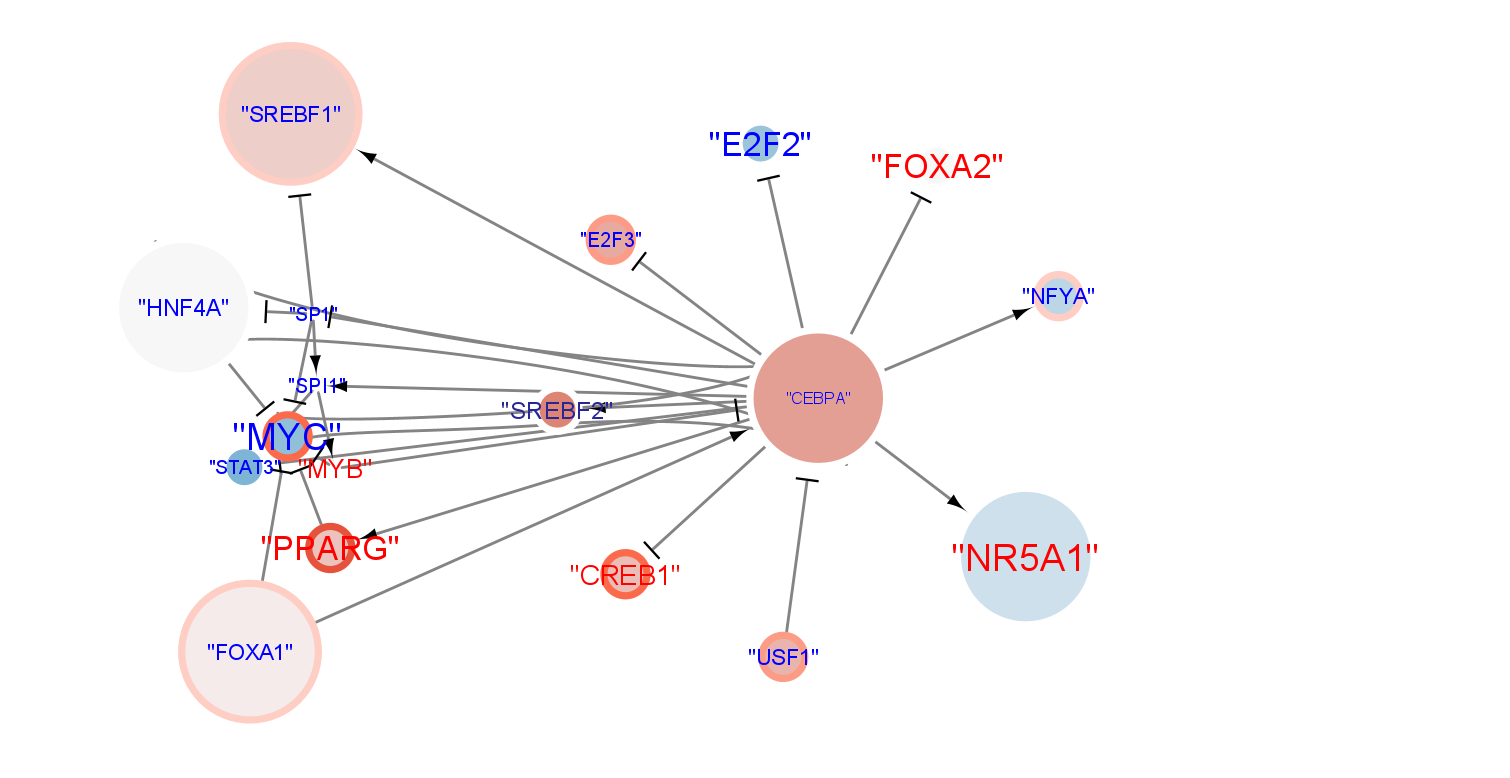 "SREBF1"
"E2F2"
"FOXA2"
"E2F3"
"NFYA"
"HNF4A"
"SP1"
"SPI1"
"CEBPA"
"SREBF2"
"MYC"
"STAT3"
"MYB"
"PPARG"
"NR5A1"
"CREB1"
"FOXA1"
"USF1"